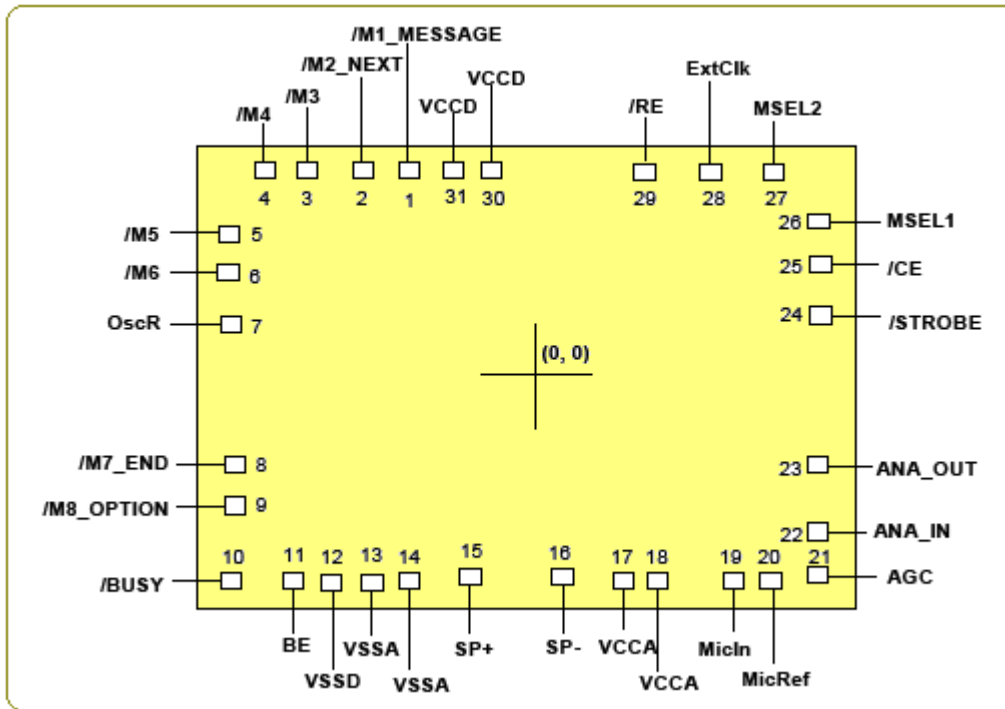 /M1_MESSAGE
/M2_NEXT
VCCD
ExtClk
/M3
VCCD
/RE
MSEL2
/M4
4
3
2
1
31
30
29
28
27
26
MSEL1
/M5
5
25
/CE
/M6
6
OscR
7
24
/STROBE
(0, 0)
/M7_END
8
23
ANA_OUT
/M8_OPTION
9
22
ANA_IN
10
11
12
13
14
15
16
17
18
19
20
21
/BUSY
AGC
BE
VSSA
SP+
SP-
VCCA
MicIn
VSSD
VSSA
VCCA
MicRef